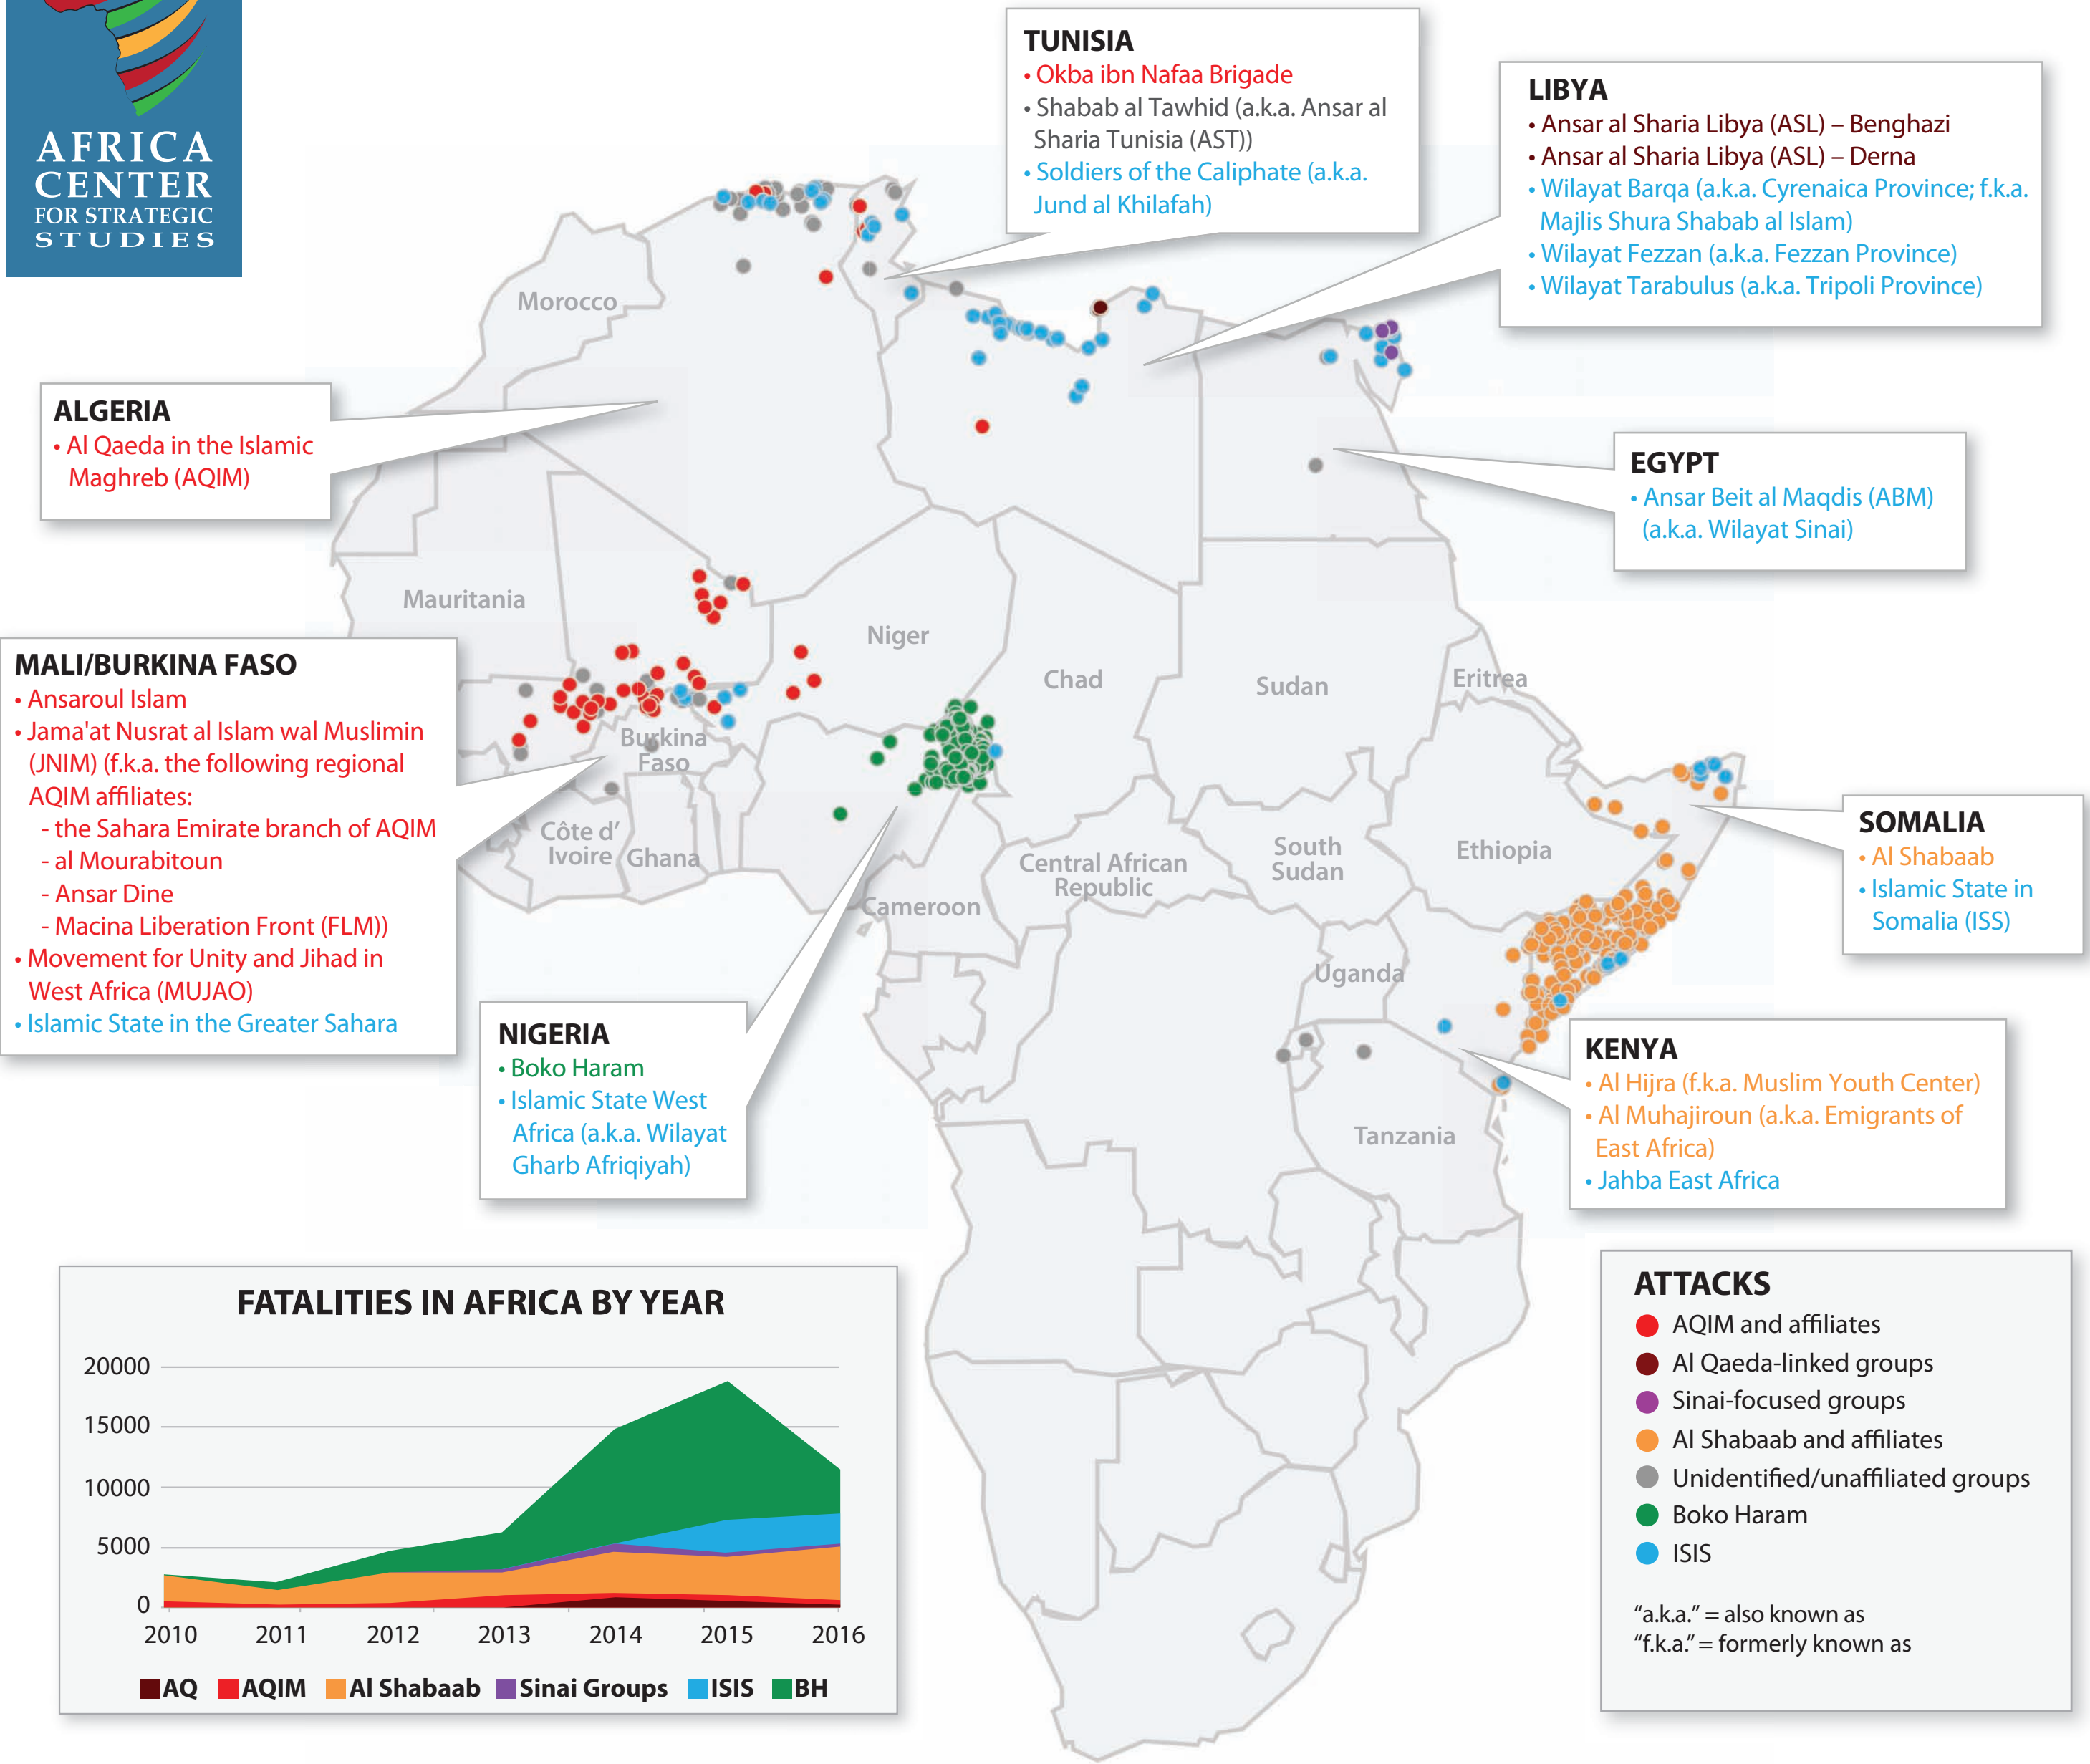 AFRICA
CENTER
FOR STRATEGIC
STUDIES
TUNISIA
• Okba ibn Nafaa Brigade
• Shabab al Tawhid (a.k.a. Ansar al
Sharia Tunisia (AST))
• Soldiers of the Caliphate (a.k.a.
Jund al Khilafah)
LIBYA
• Ansar al Sharia Libya (ASL) – Benghazi
• Ansar al Sharia Libya (ASL) – Derna
• Wilayat Barqa (a.k.a. Cyrenaica Province; f.k.a.
Majlis Shura Shabab al Islam)
• Wilayat Fezzan (a.k.a. Fezzan Province)
• Wilayat Tarabulus (a.k.a. Tripoli Province)
Morocco
ALGERIA
• Al Qaeda in the Islamic
Maghreb (AQIM)
EGYPT
• Ansar Beit al Maqdis (ABM)
(a.k.a. Wilayat Sinai)
Mauritania
Niger
Chad
Sudan
Eritrea
MALI/BURKINA FASO
• Ansaroul Islam
• Jama'at Nusrat al Islam wal Muslimin
(JNIM) (f.k.a. the following regional
AQIM affiliates:
- the Sahara Emirate branch of AQIM
- al Mourabitoun
- Ansar Dine
- Macina Liberation Front (FLM))
• Movement for Unity and Jihad in
West Africa (MUJAO)
• Islamic State in the Greater Sahara
Burkina
Faso
Côte d’
Ivoire
Ghana
Cameroon
Central African
Republic
South
Sudan
Ethiopia
Uganda
Tanzania
SOMALIA
• Al Shabaab
• Islamic State in
Somalia (ISS)
NIGERIA
• Boko Haram
• Islamic State West
Africa (a.k.a. Wilayat
Gharb Afriqiyah)
KENYA
• Al Hijra (f.k.a. Muslim Youth Center)
• Al Muhajiroun (a.k.a. Emigrants of
East Africa)
• Jahba East Africa
FATALITIES IN AFRICA BY YEAR
20000
15000
10000
5000
0
2010 2011 2012 2013 2014 2015 2016
AQ AQIM Al Shabaab Sinai Groups ISIS BH
ATTACKS
AQIM and affiliates
Al Qaeda-linked groups
Sinai-focused groups
Al Shabaab and affiliates
Unidentified/unaffiliated groups
Boko Haram
ISIS
“a.k.a.” = also known as
“f.k.a.” = formerly known as